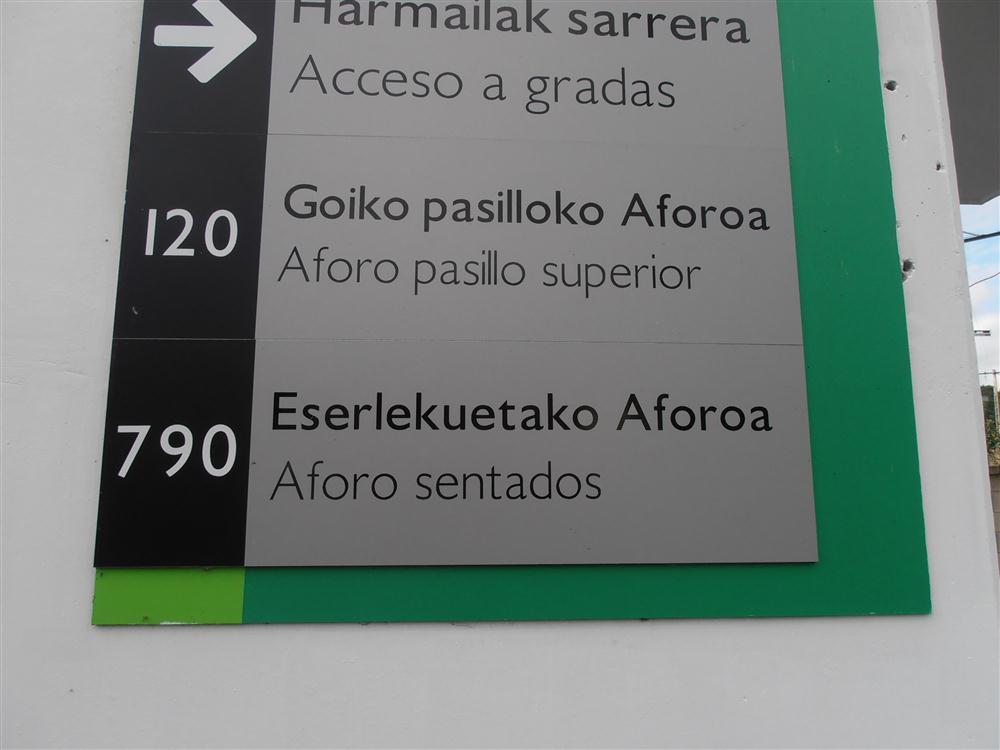 Harmailak sarrera
Acceso a gradas
120
Goiko pasilloko Aforoa
Aforo pasillo superior
790
Eserlekuetako Aforoa
Aforo sentados